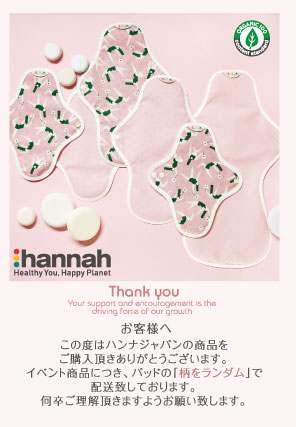 ORGANIC 100
content standard
hannah
Healthy You, Happy Planet
Thank you
Your support and encouragement is the
driving force of our growth
お客様へ
この度はハンナジャパンの商品を
ご購入頂きありがとうございます。
イベント商品につき、パッドの「柄をランダム」で
配送致しております。
何卒ご理解頂きますようお願い致します。